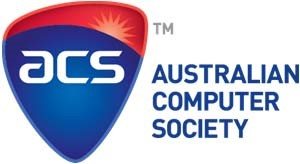 acs
TM
AUSTRALIAN
COMPUTER
SOCIETY